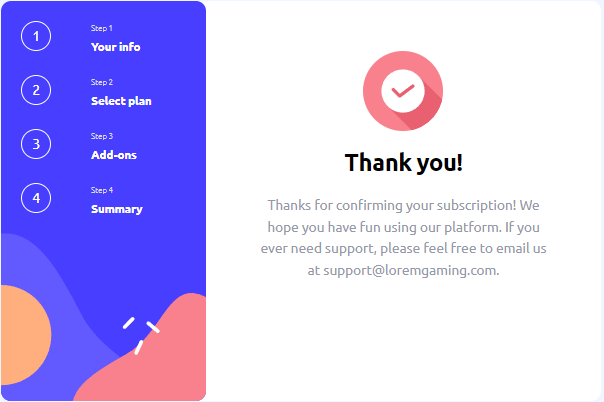 1
Step 1
Your info
2
Step 2
Select plan
3
Step 3
Add-ons
4
Step 4
Summary
Thank you!
Thanks for confirming your subscription! We
hope you have fun using our platform. If you
ever need support, please feel free to email us
at support@loremgaming.com.